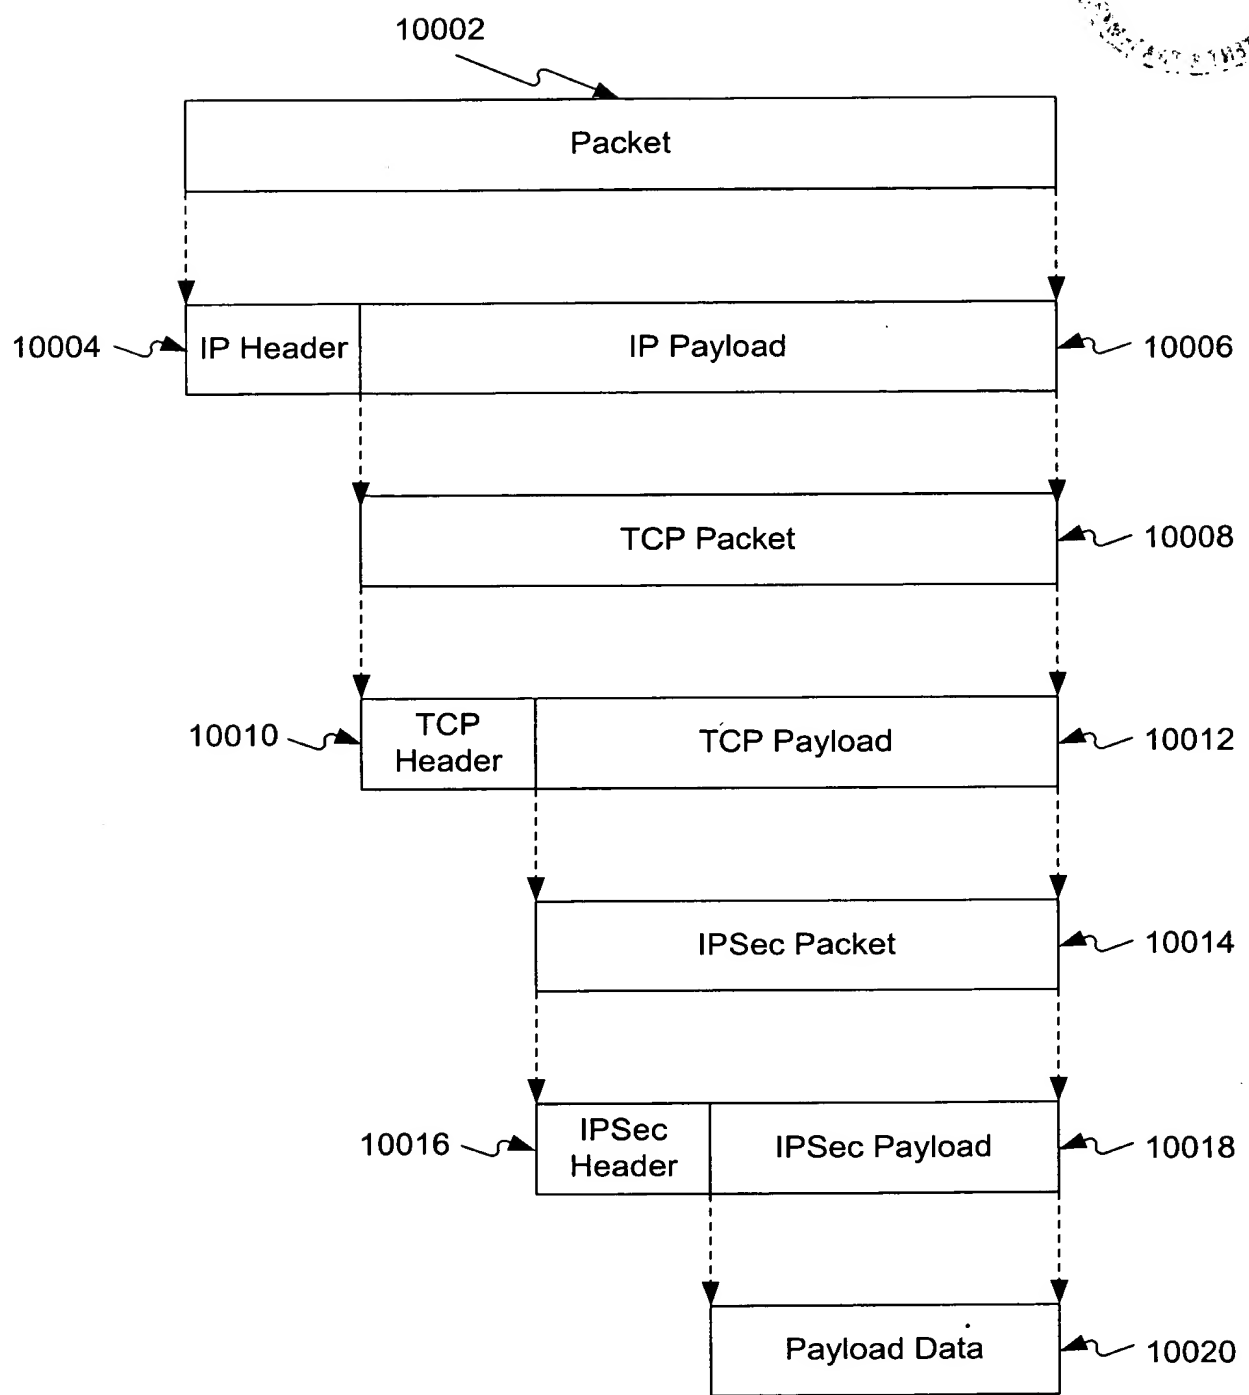 10002
Packet
10004
IP Header
IP Payload
10006
TCP Packet
10008
10010
TCP
Header
TCP Payload
10012
IPSec Packet
10014
10016
IPSec
Header
IPSec Payload
10018
Payload Data
10020